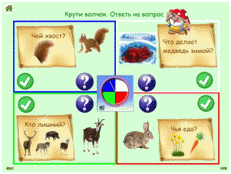 Крути волчок. Ответь на вопрос
Чей хвост?
Что делает
медведь зимой?
Кто лишний?
Чья еда?